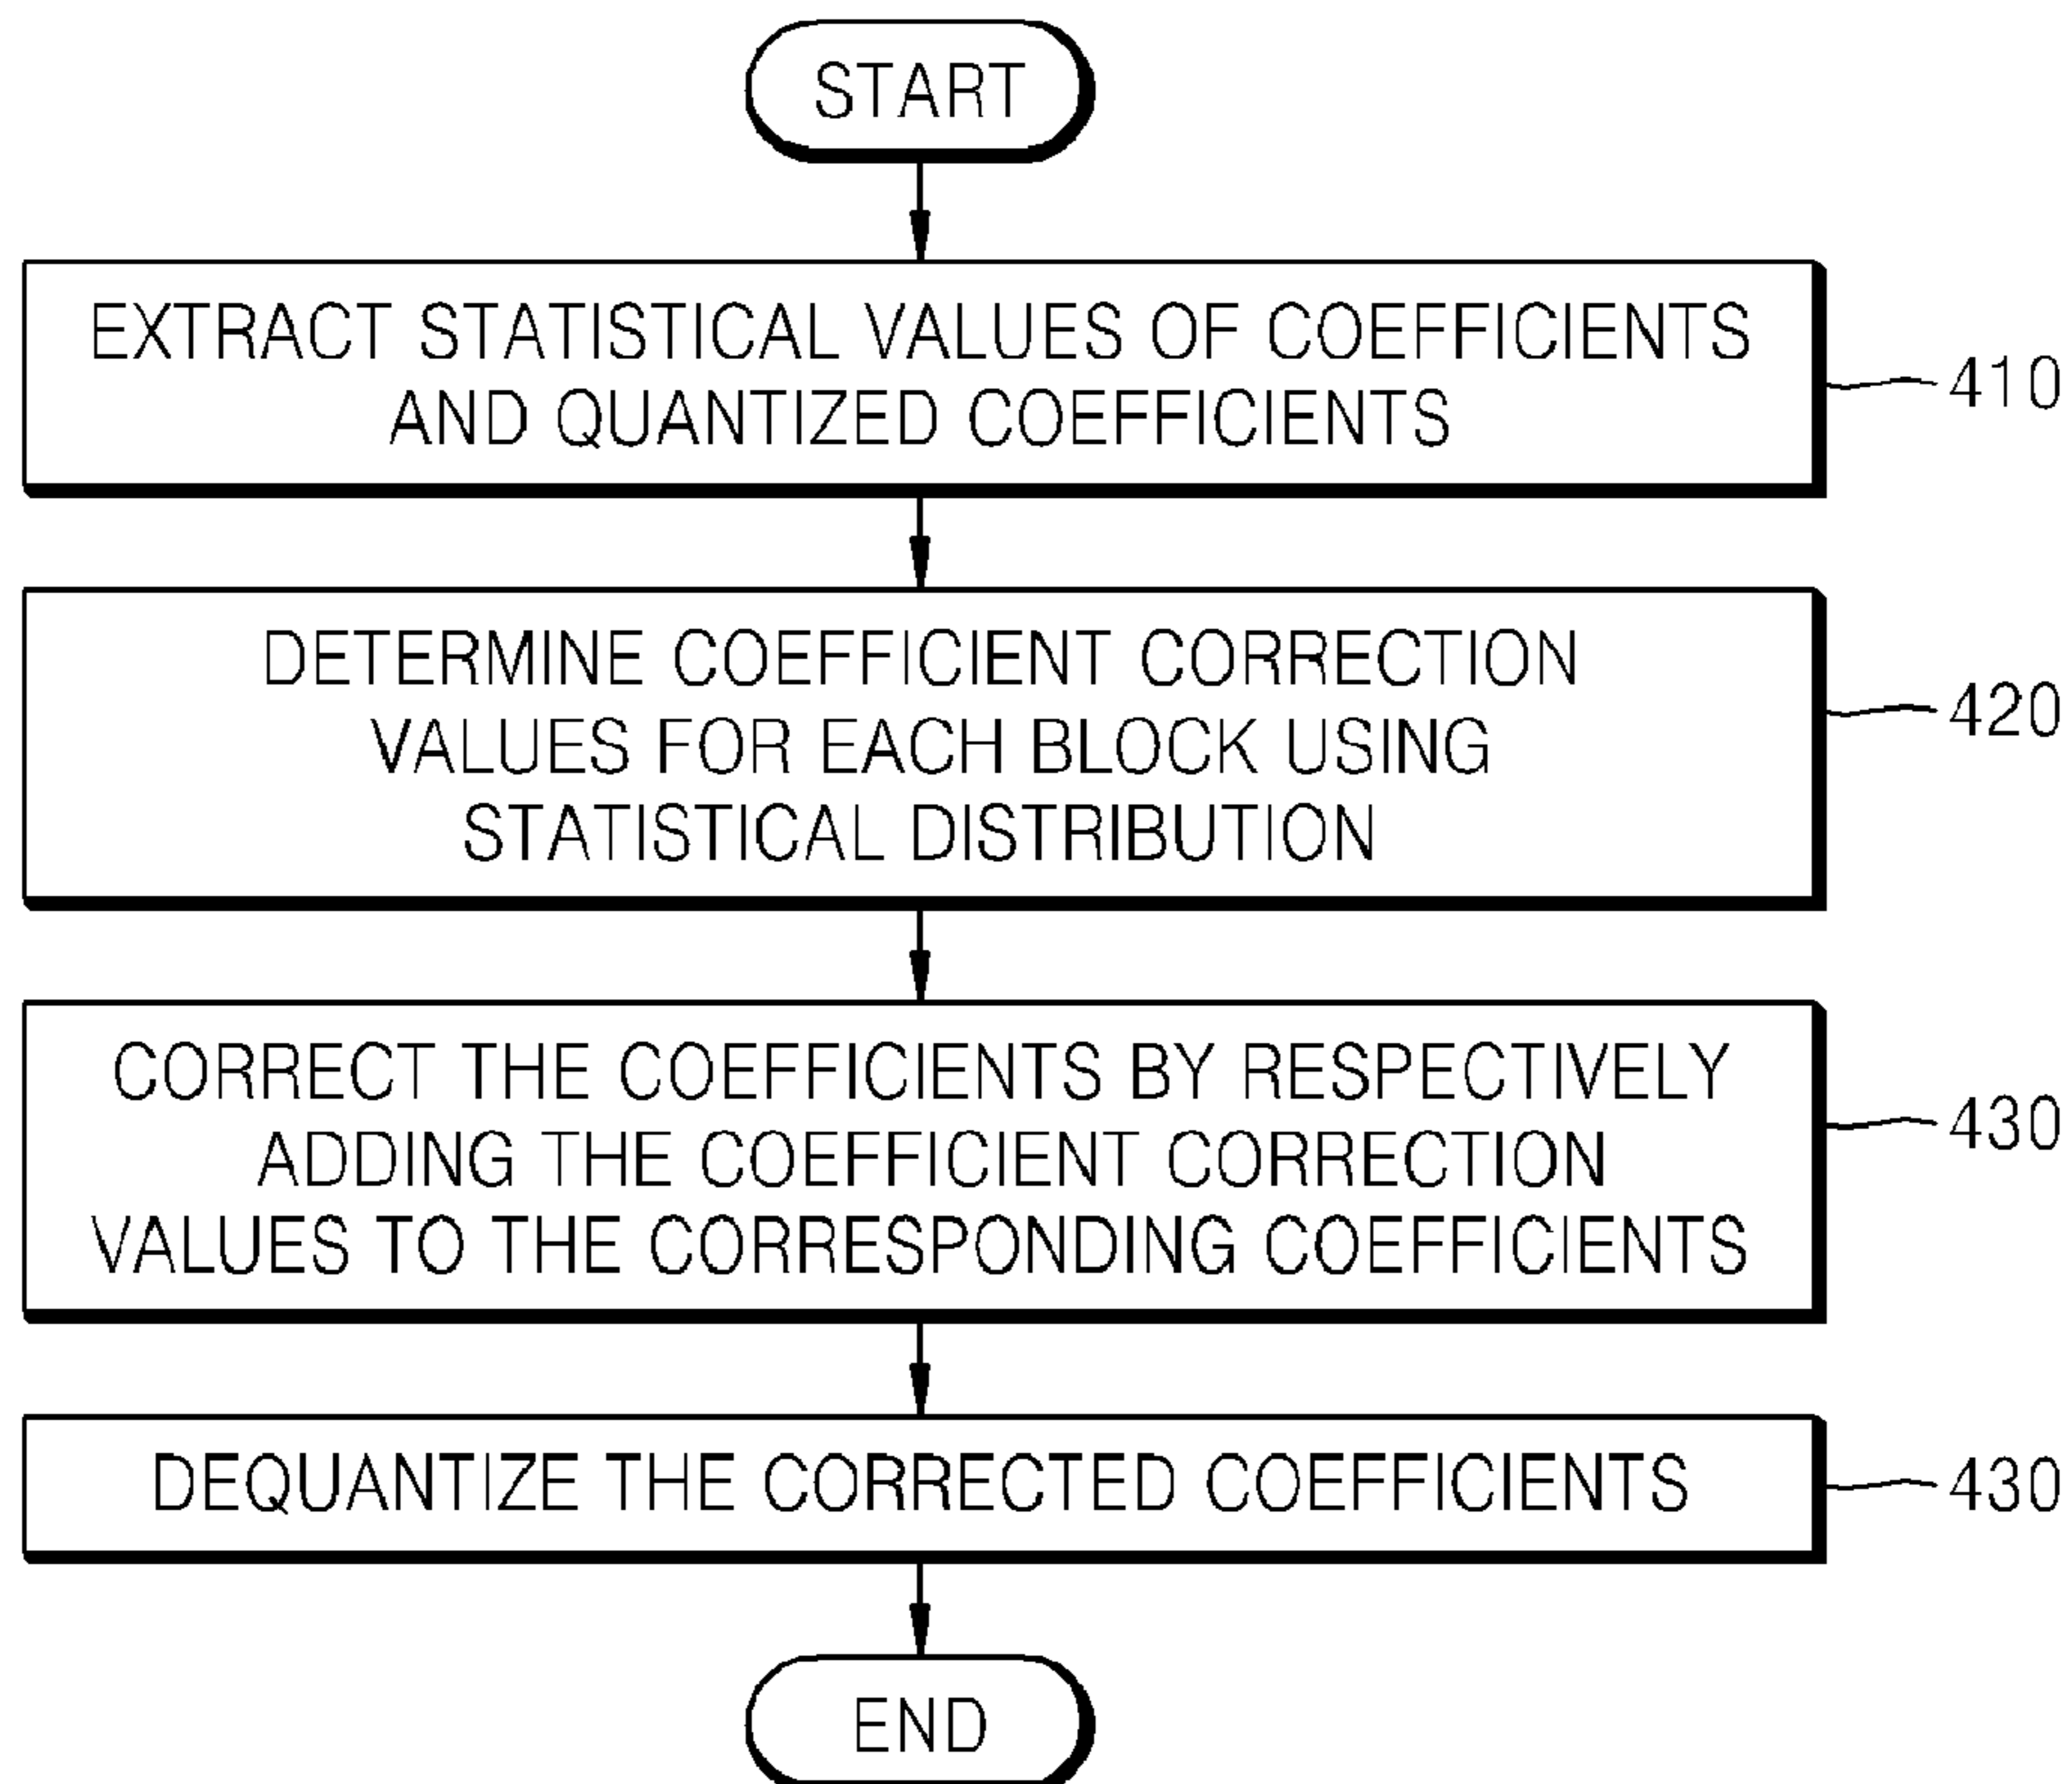 START
EXTRACT STATISTICAL VALUES OF COEFFICIENTS
AND QUANTIZED COEFFICIENTS
410
DETERMINE COEFFICIENT CORRECTION
VALUES FOR EACH BLOCK USING
STATISTICAL DISTRIBUTION
420
CORRECT THE COEFFICIENTS BY RESPECTIVELY
ADDING THE COEFFICIENT CORRECTION
VALUES TO THE CORRESPONDING COEFFICIENTS
430
DEQUANTIZE THE CORRECTED COEFFICIENTS
430
END